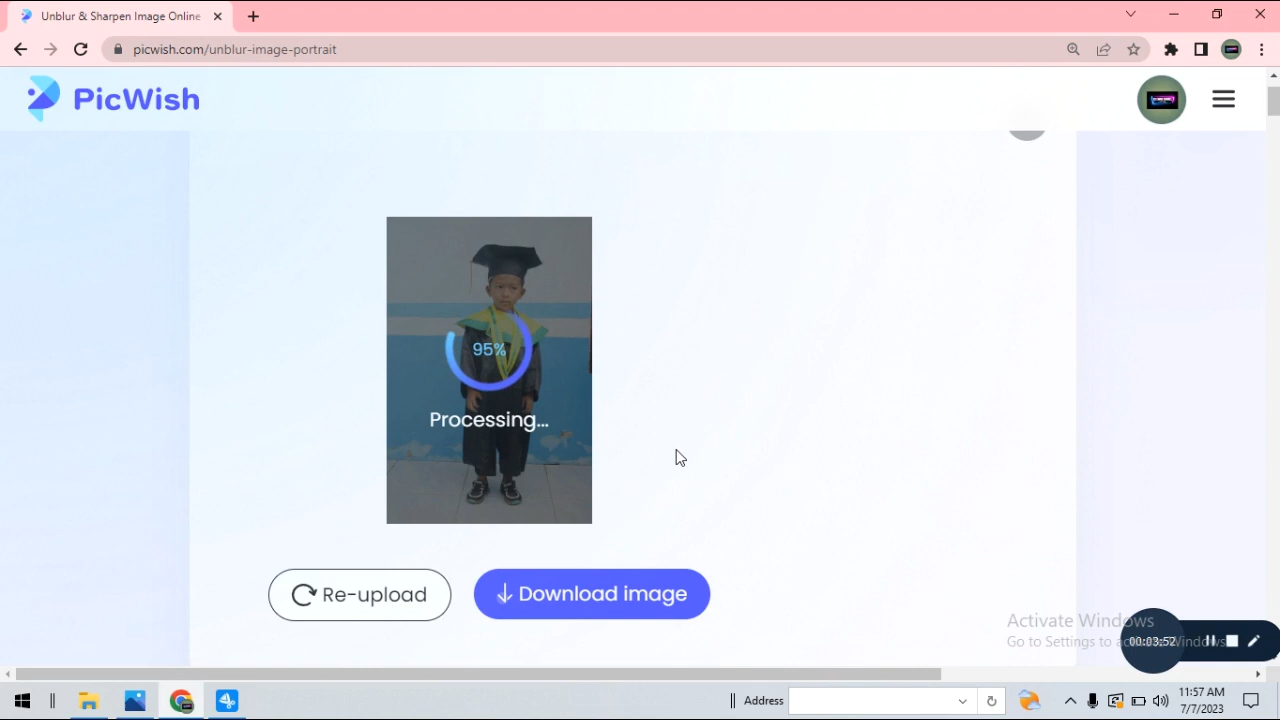 Unblur & Sharpen Image Online
picwish.com/unblur-image-portrait
PicWish
95%
Processing...
Re-upload
Download image
Activate Windows
Go to Settings to activate Windows.
00:03:52
Address
11:57 AM
7/7/2023